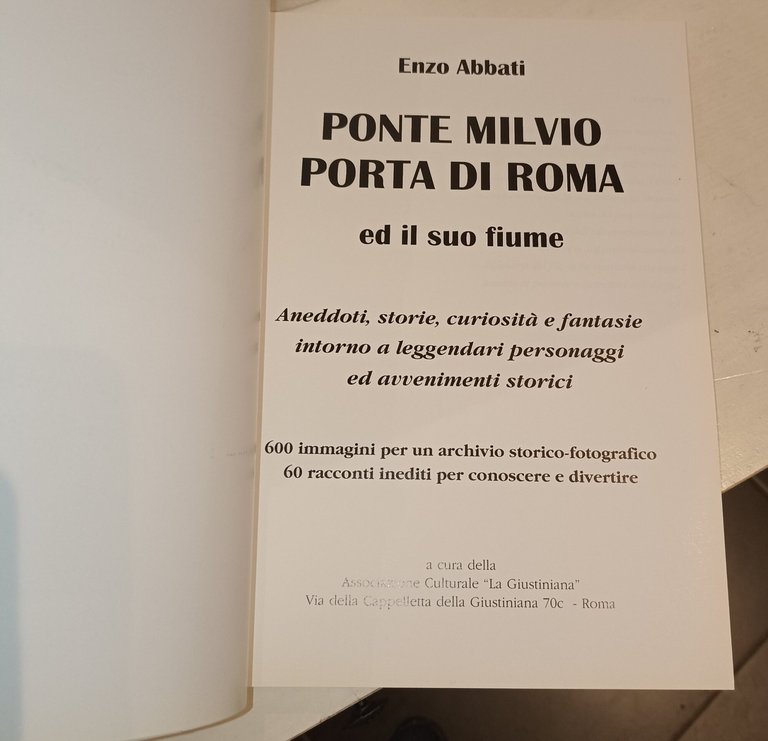 Enzo Abbati
PONTE MILVIO
PORTA DI ROMA
ed il suo fiume
Aneddoti, storie, curiosità e fantasie
intorno a leggendari personaggi
ed avvenimenti storici
600 immagini per un archivio storico-fotografico
60 racconti inediti per conoscere e divertire
a cura della
Associazione Culturale "La Giustiniana"
Via della Cappelletta della Giustiniana 70c - Roma